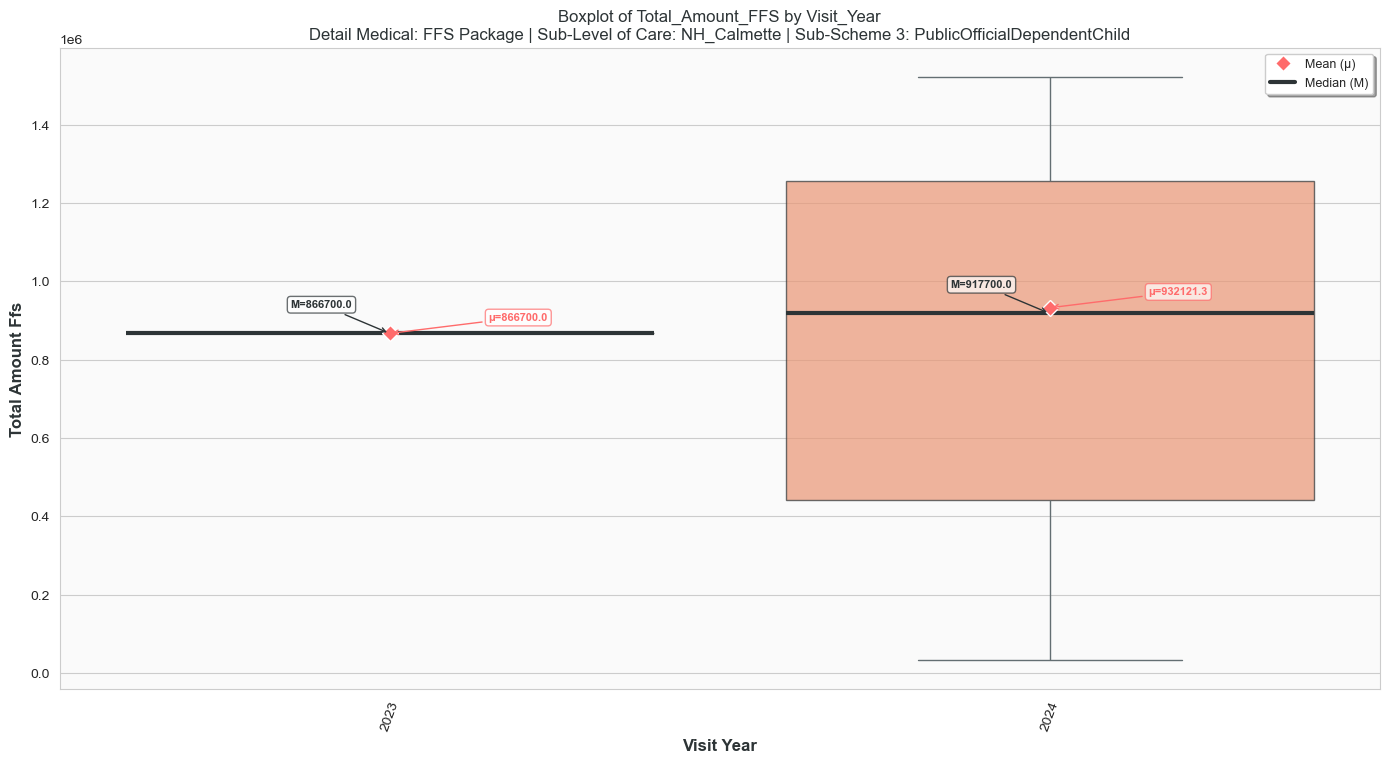 Boxplot of Total_Amount_FFS by Visit_Year
Detail Medical: FFS Package | Sub-Level of Care: NH_Calmette | Sub-Scheme 3: PublicOfficialDependentChild
1e6
Mean (μ)
Median (M)
1.4
1.2
1.0
0.8
0.6
0.4
0.2
0.0
Total Amount Ffs
M=866700.0
μ=866700.0
M=917700.0
μ=932121.3
2023
2024
Visit Year